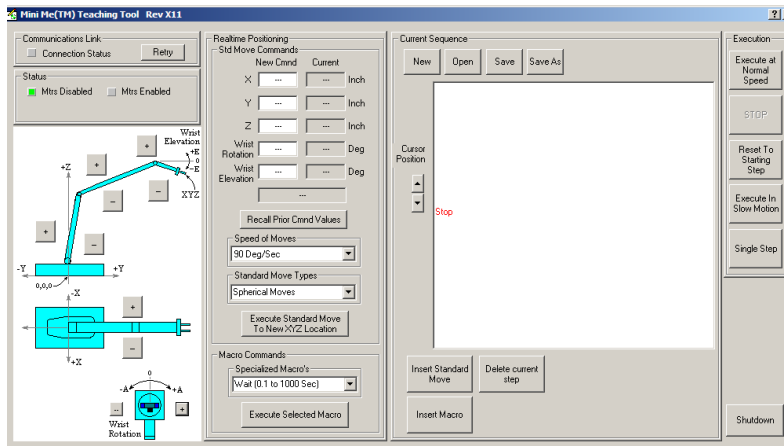 Mini Me(TM) Teaching Tool Rev X11
?
Communications Link
Connection Status
Retry
Status
Mtrs Disabled
Mtrs Enabled
Wrist
Elevation
+E
0
-E
XYZ
+Z
+
+
+
−
−
−
-Y
+Y
0,0,0
-X
+
−
+X
0
-A
+A
--
+
Wrist
Rotation
Realtime Positioning
Std Move Commands
New Cmnd
Current
X --- --- Inch
Y --- --- Inch
Z --- --- Inch
Wrist
Rotation --- --- Deg
Wrist
Elevation --- --- Deg
---
Recall Prior Cmnd Values
Speed of Moves
90 Deg/Sec
Standard Move Types
Spherical Moves
Execute Standard Move
To New XYZ Location
Macro Commands
Specialized Macro's
Wait (0.1 to 1000 Sec)
Execute Selected Macro
Current Sequence
New
Open
Save
Save As
Cursor
Position
Stop
Insert Standard
Move
Delete current
step
Insert Macro
Execution
Execute at
Normal
Speed
STOP
Reset To
Starting
Step
Execute In
Slow Motion
Single Step
Shutdown